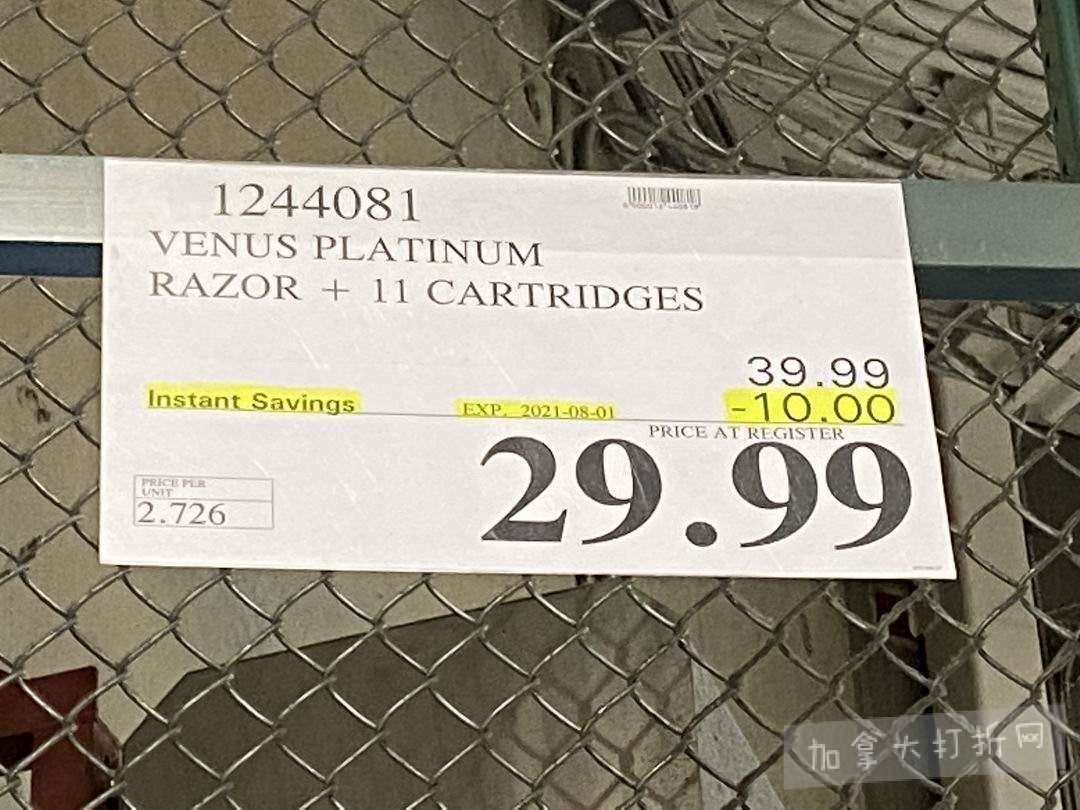 1244081
VENUS PLATINUM
RAZOR + 11 CARTRIDGES
39.99
Instant Savings EXP. 2021-08-01 -10.00
PRICE AT REGISTER
29.99
PRICE PER
UNIT
2.726
加拿大打折网